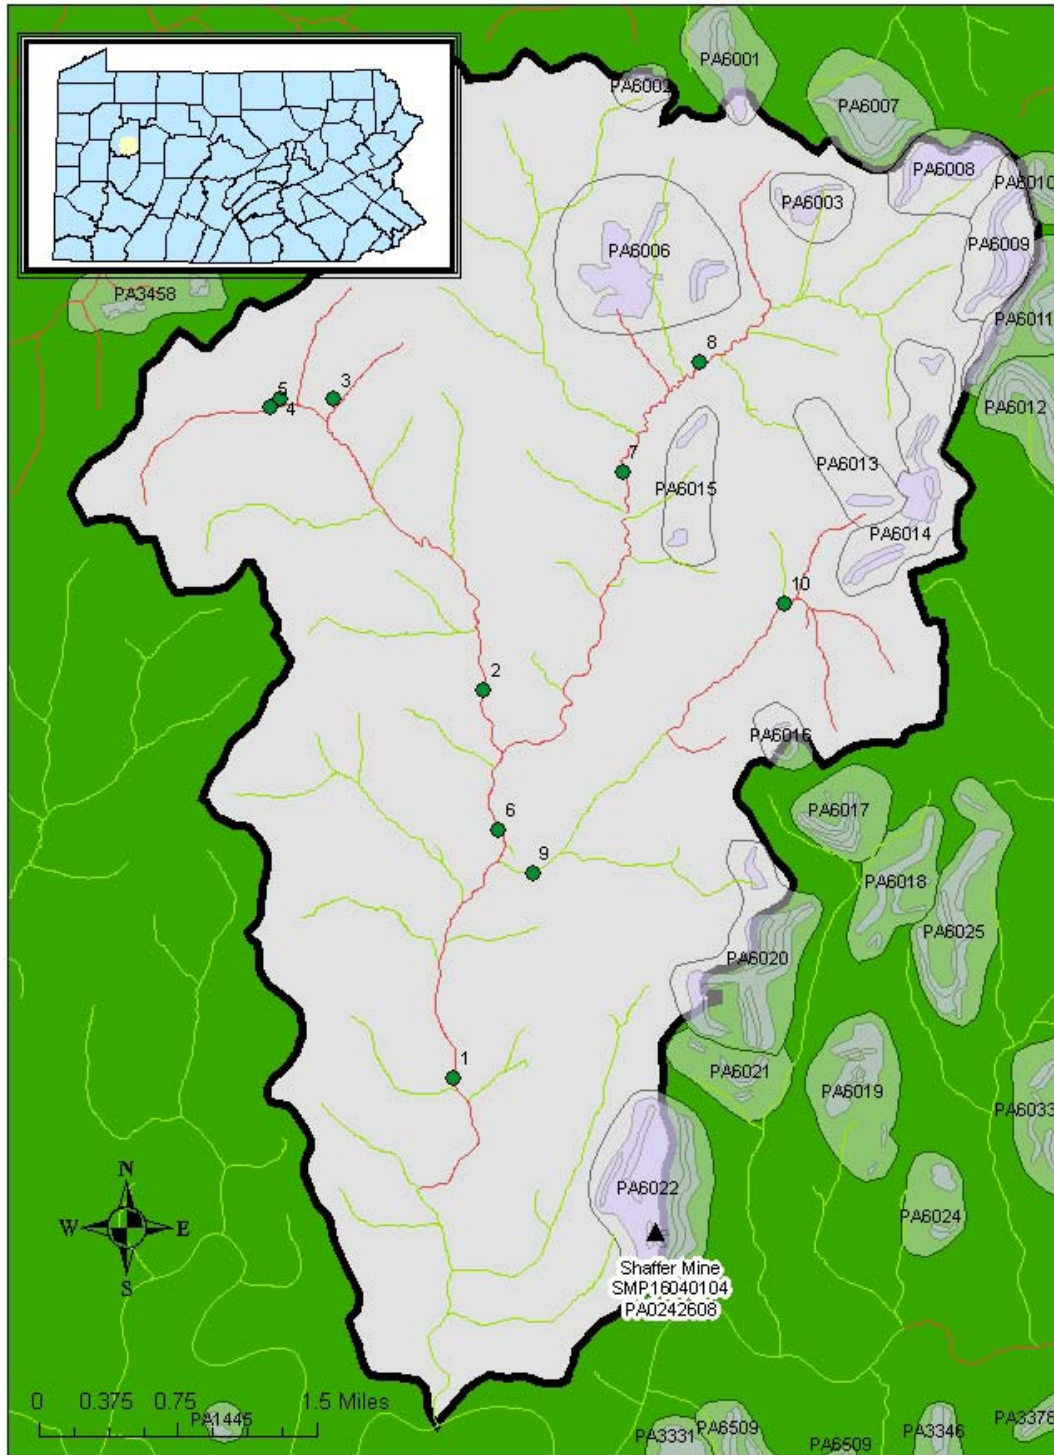 PA6001
PA6002
PA6007
PA6008
PA6010
PA6003
PA6009
PA6006
PA3458
PA6011
8
5
3
4
PA6012
7
PA6013
PA6015
PA6014
10
2
PA6016
6
PA6017
9
PA6018
PA6025
PA6020
1
PA6021
PA6019
PA6033
N
W
E
S
PA6022
PA6024
Shaffer Mine
SMP16040104
PA0242608
0 0.375 0.75 1.5 Miles
PA1445
PA6509
PA3331
PA3346
PA3378
PA6509